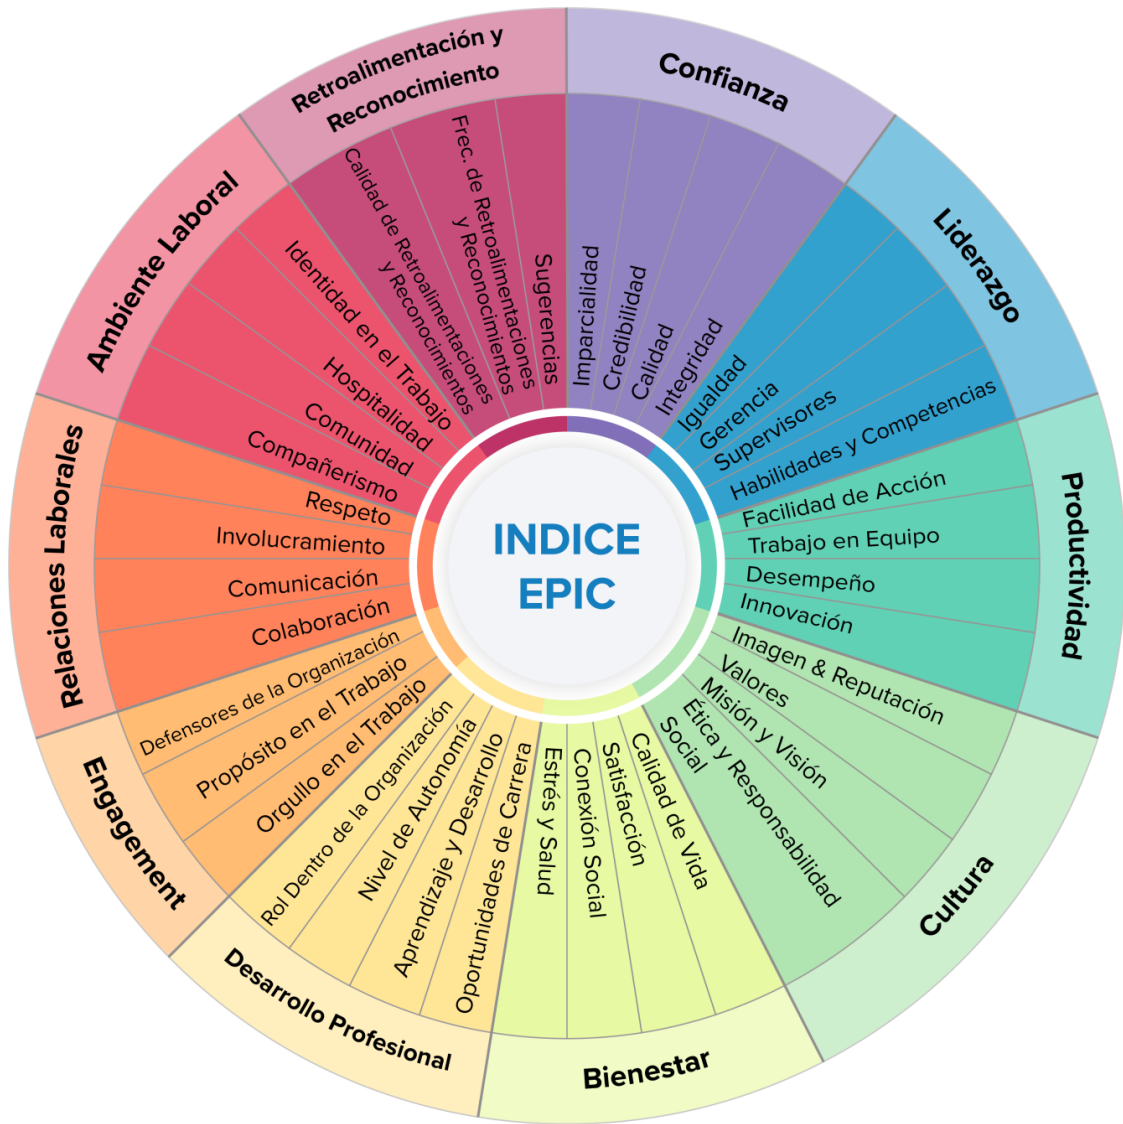 INDICE
EPIC
Confianza
Imparcialidad
Credibilidad
Calidad
Integridad
Liderazgo
Igualdad
Gerencia
Supervisores
Habilidades y Competencias
Productividad
Facilidad de Acción
Trabajo en Equipo
Desempeño
Innovación
Cultura
Imagen & Reputación
Valores
Misión y Visión
Ética y Responsabilidad
Social
Bienestar
Calidad de Vida
Satisfacción
Conexión Social
Estrés y Salud
Desarrollo Profesional
Oportunidades de Carrera
Aprendizaje y Desarrollo
Nivel de Autonomía
Rol Dentro de la Organización
Engagement
Orgullo en el Trabajo
Propósito en el Trabajo
Defensores de la Organización
Relaciones Laborales
Colaboración
Comunicación
Involucramiento
Respeto
Ambiente Laboral
Compañerismo
Comunidad
Hospitalidad
Identidad en el Trabajo
Retroalimentación y
Reconocimiento
Calidad de Retroalimentaciones
y Reconocimientos
Frec. de Retroalimentaciones
y Reconocimientos
Sugerencias